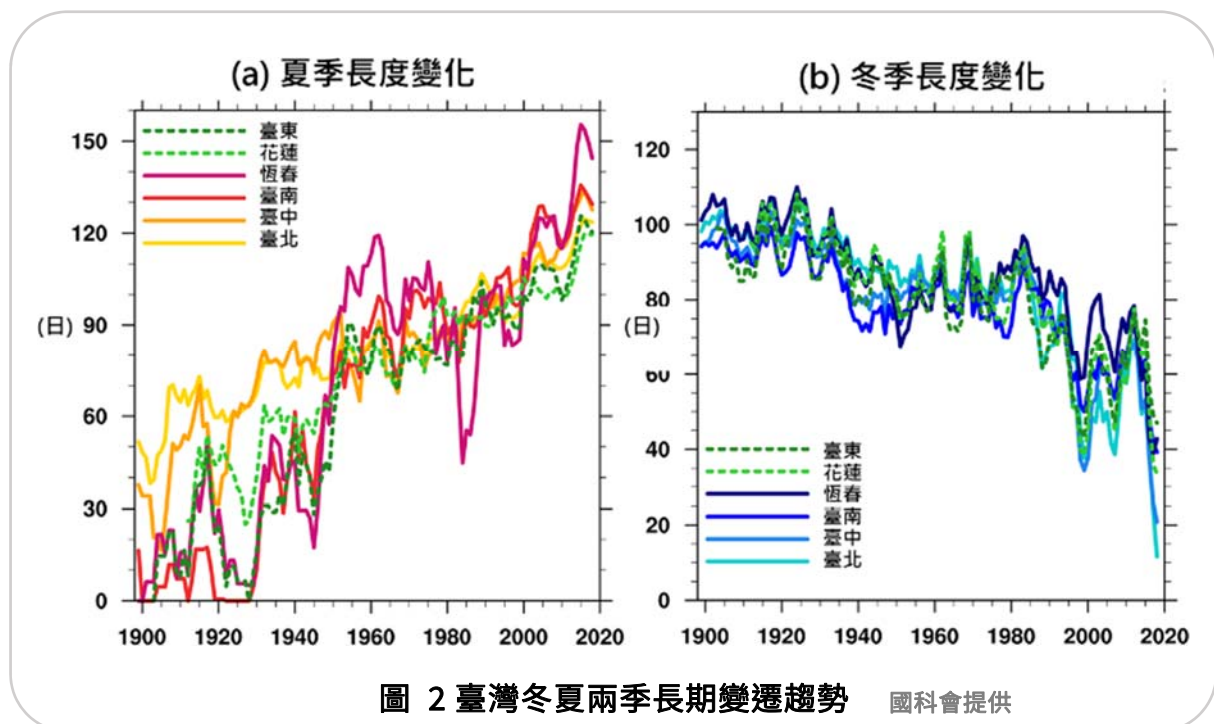 (a) 夏季長度變化
150
120
(日) 90
60
30
0
臺東
花蓮
恆春
臺南
臺中
臺北
1900 1920 1940 1960 1980 2000 2020
(b) 冬季長度變化
120
100
(日) 80
60
40
20
0
臺東
花蓮
恆春
臺南
臺中
臺北
1900 1920 1940 1960 1980 2000 2020
圖 2 臺灣冬夏兩季長期變遷趨勢 國科會提供